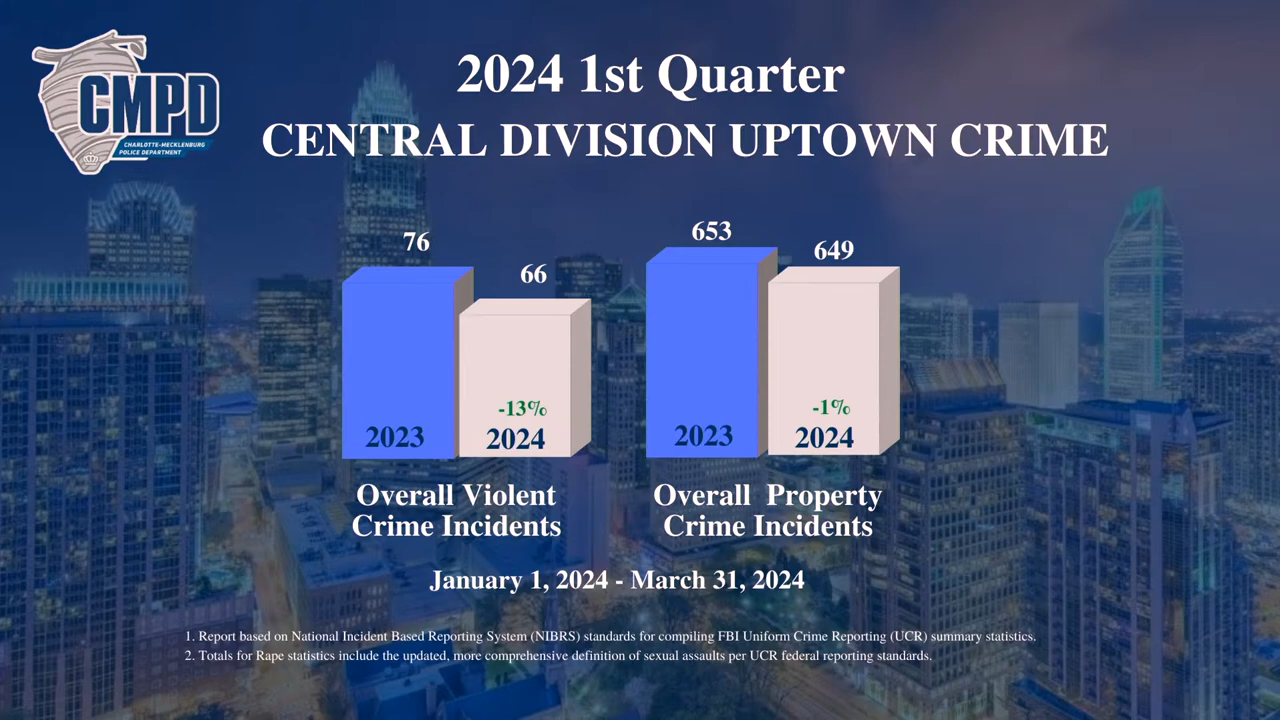 CMPD
CHARLOTTE-MECKLENBURG
POLICE DEPARTMENT
2024 1st Quarter
CENTRAL DIVISION UPTOWN CRIME
76
66
653
649
-13%
2023
2024
-1%
2023
2024
Overall Violent
Crime Incidents
Overall  Property
Crime Incidents
January 1, 2024 - March 31, 2024
1. Report based on National Incident Based Reporting System (NIBRS) standards for compiling FBI Uniform Crime Reporting (UCR) summary statistics.
2. Totals for Rape statistics include the updated, more comprehensive definition of sexual assaults per UCR federal reporting standards.